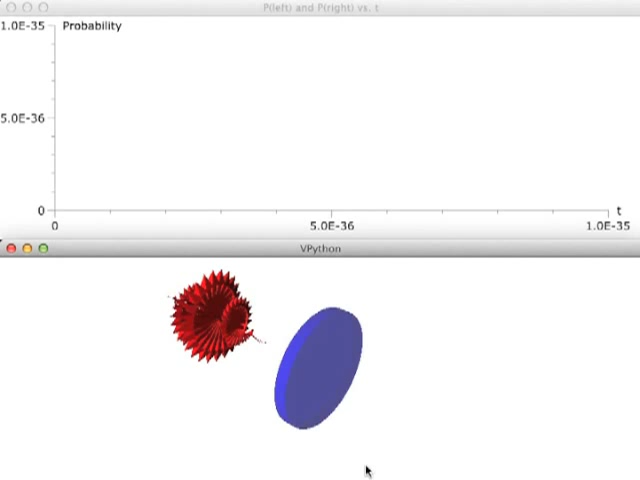 P(left) and P(right) vs. t
1.0E-35
Probability
5.0E-36
0
t
0
5.0E-36
1.0E-35
VPython